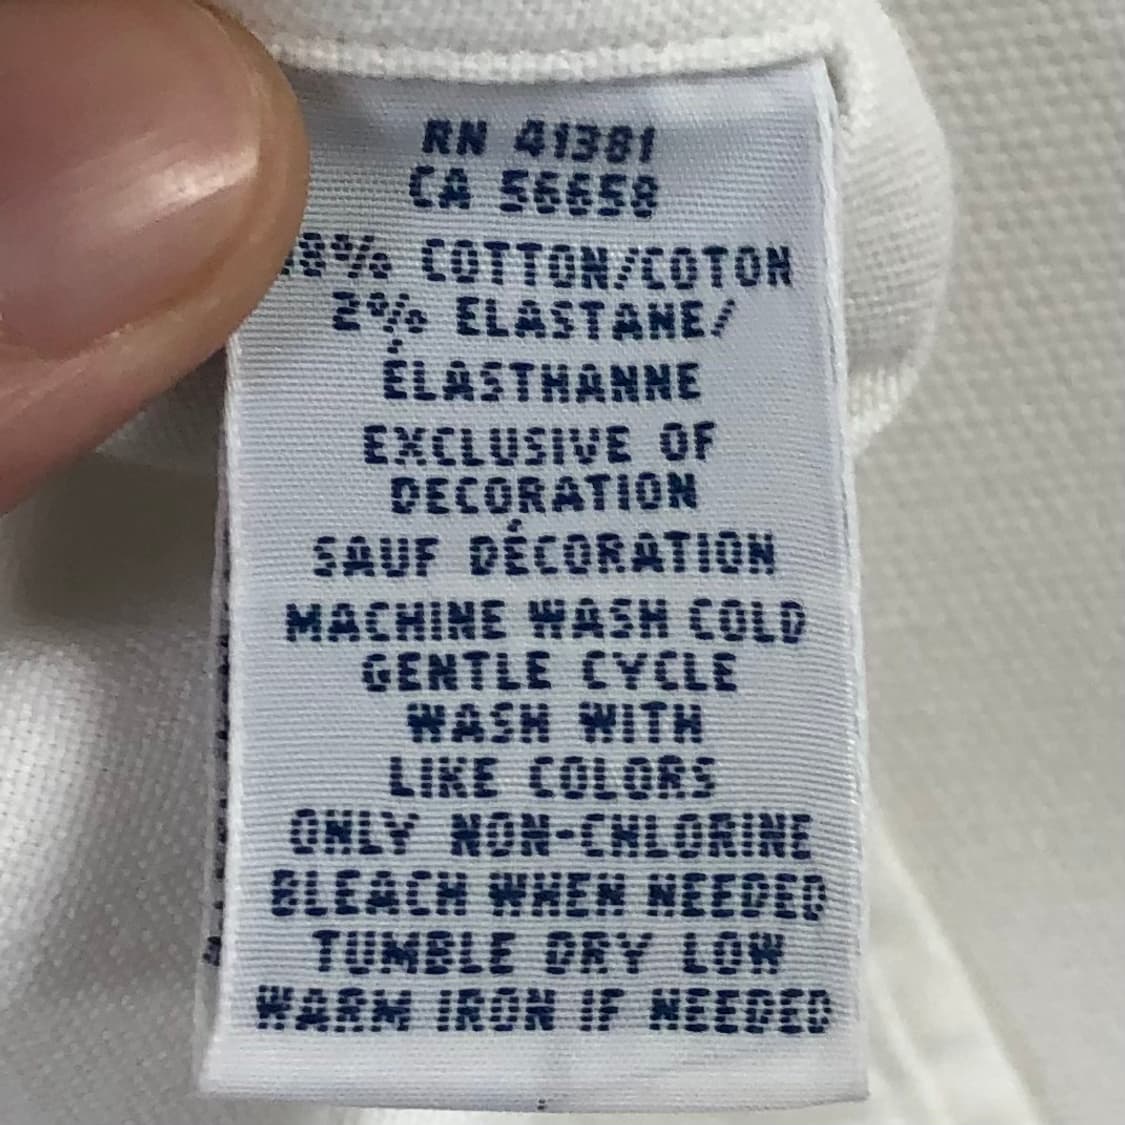 RN 41381
CA 56658
8% COTTON/COTON
2% ELASTANE/
ÉLASTHANNE
EXCLUSIVE OF
DECORATION
SAUF DÉCORATION
MACHINE WASH COLD
GENTLE CYCLE
WASH WITH
LIKE COLORS
ONLY NON-CHLORINE
BLEACH WHEN NEEDED
TUMBLE DRY LOW
WARM IRON IF NEEDED